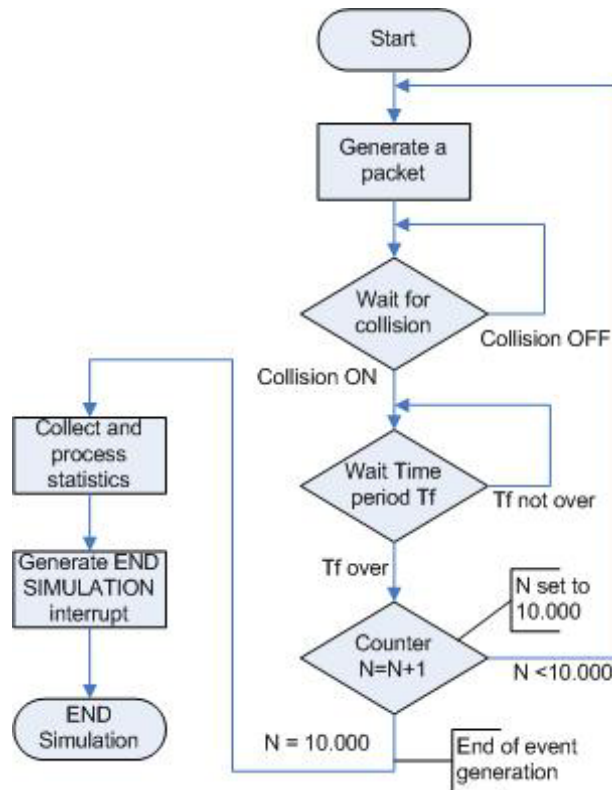 Start
Generate a
packet
Wait for
collision
Collision OFF
Collision ON
Collect and
process
statistics
Wait Time
period Tf
Tf not over
Generate END
SIMULATION
interrupt
Tf over
N set to
10.000
Counter
N=N+1
N <10.000
END
Simulation
N = 10.000
End of event
generation